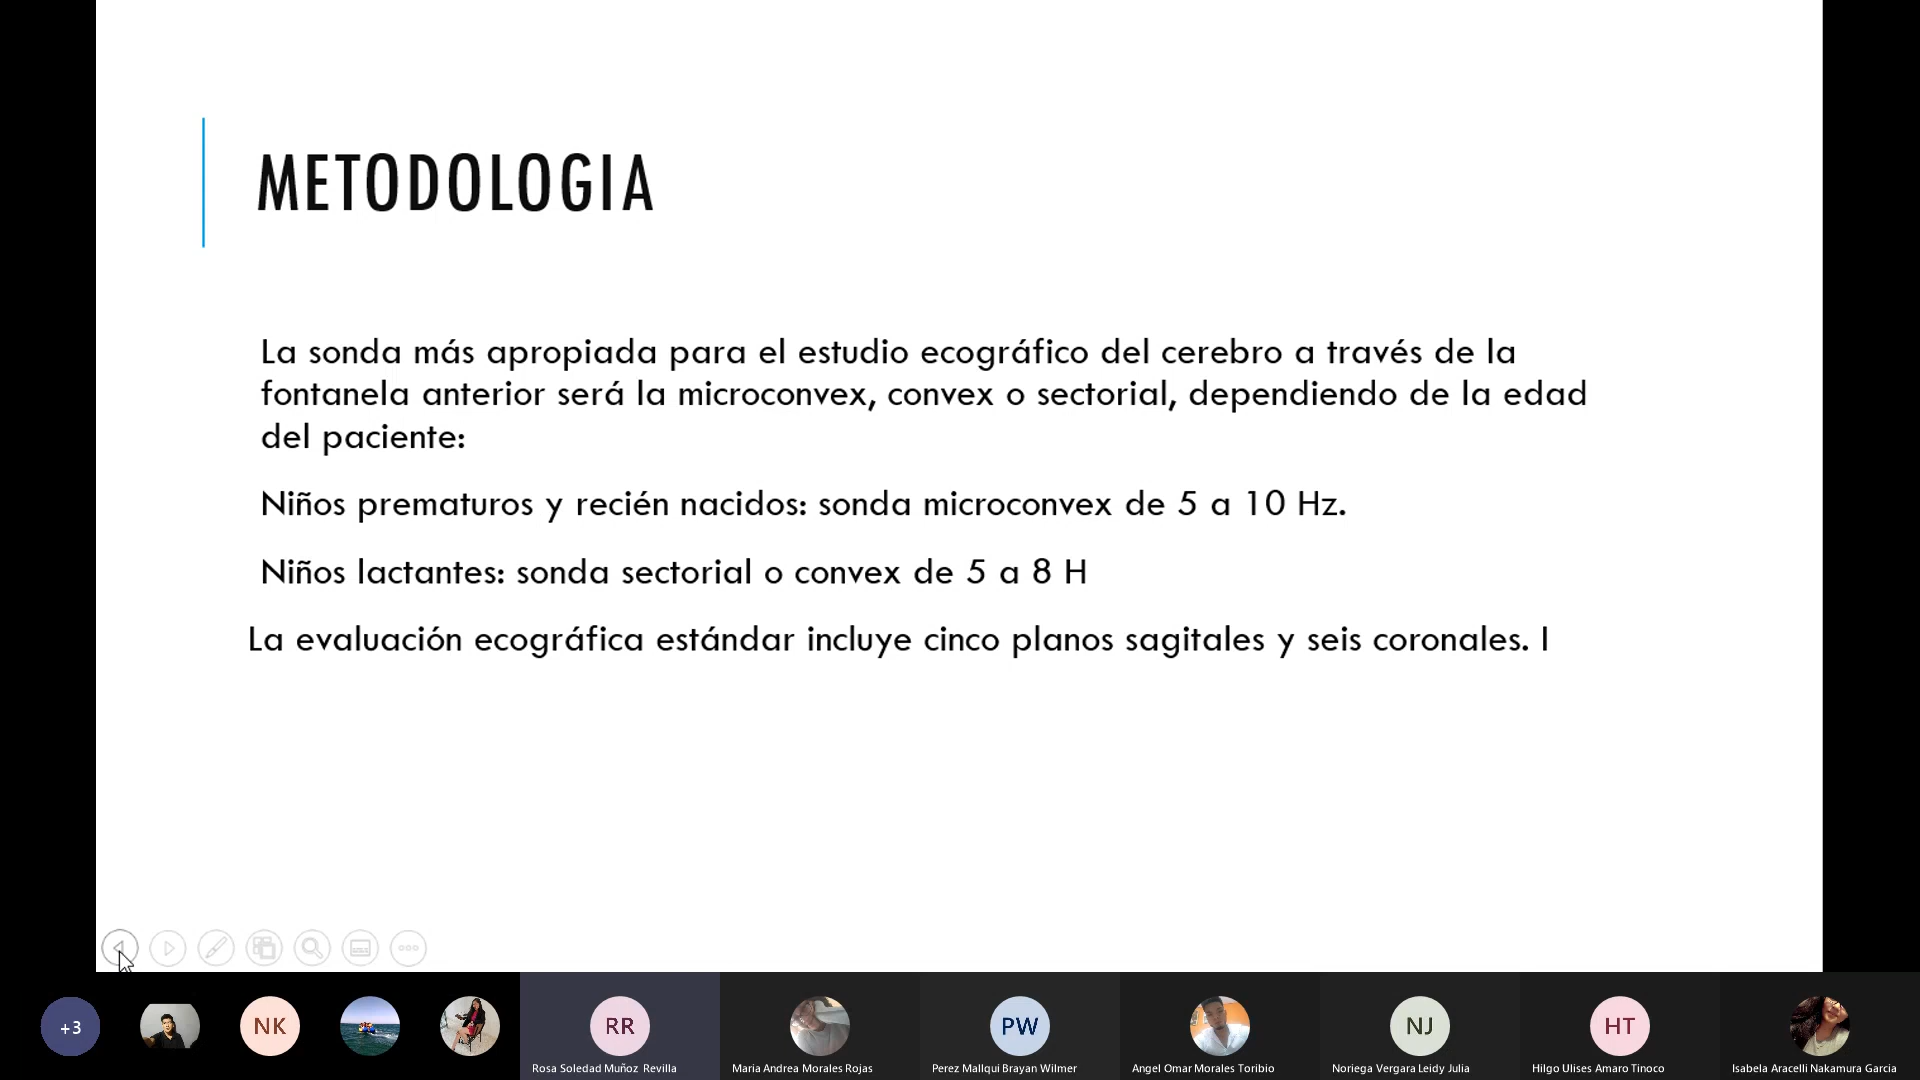 METODOLOGIA
La sonda más apropiada para el estudio ecográfico del cerebro a través de la
fontanela anterior será la microconvex, convex o sectorial, dependiendo de la edad
del paciente:
Niños prematuros y recién nacidos: sonda microconvex de 5 a 10 Hz.
Niños lactantes: sonda sectorial o convex de 5 a 8 H
La evaluación ecográfica estándar incluye cinco planos sagitales y seis coronales. I
+3
NK
RR
PW
NJ
HT
Rosa Soledad Muñoz Revilla
Maria Andrea Morales Rojas
Perez Mallqui Brayan Wilmer
Angel Omar Morales Toribio
Noriega Vergara Leidy Julia
Hilgo Ulises Amaro Tinoco
Isabela Aracelli Nakamura Garcia